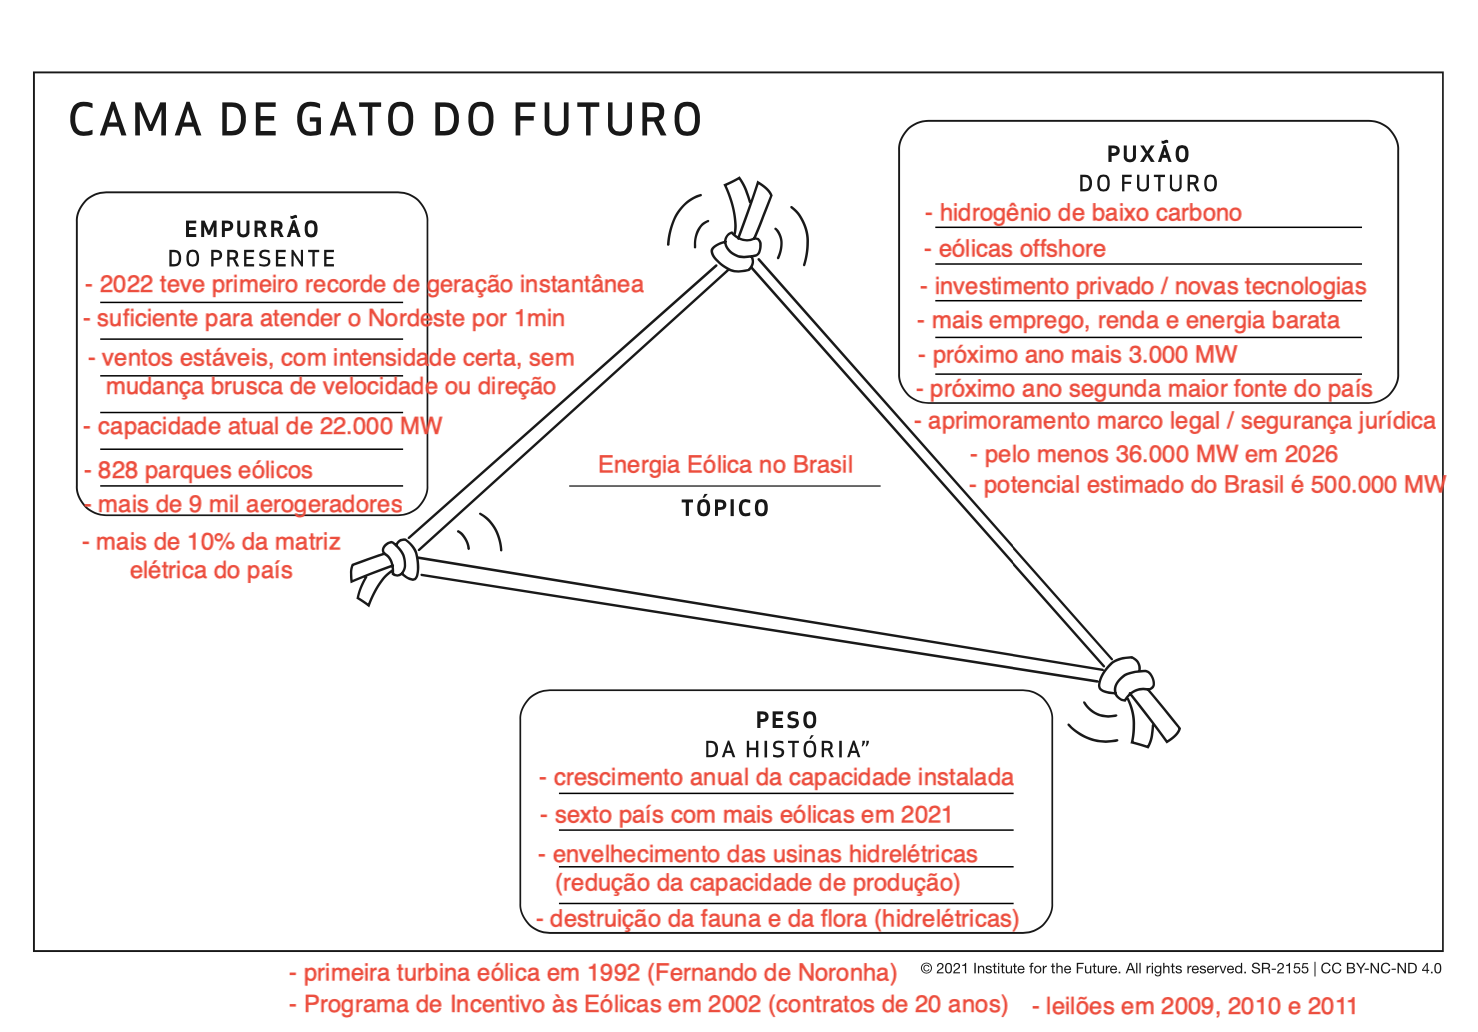 CAMA DE GATO DO FUTURO
EMPURRÃO
DO PRESENTE
- 2022 teve primeiro recorde de geração instantânea
- suficiente para atender o Nordeste por 1min
- ventos estáveis, com intensidade certa, sem
mudança brusca de velocidade ou direção
- capacidade atual de 22.000 MW
- 828 parques eólicos
- mais de 9 mil aerogeradores
- mais de 10% da matriz
elétrica do país
PUXÃO
DO FUTURO
- hidrogênio de baixo carbono
- eólicas offshore
- investimento privado / novas tecnologias
- mais emprego, renda e energia barata
- próximo ano mais 3.000 MW
- próximo ano segunda maior fonte do país
- aprimoramento marco legal / segurança jurídica
- pelo menos 36.000 MW em 2026
- potencial estimado do Brasil é 500.000 MW
Energia Eólica no Brasil
TÓPICO
PESO
DA HISTÓRIA”
- crescimento anual da capacidade instalada
- sexto país com mais eólicas em 2021
- envelhecimento das usinas hidrelétricas
(redução da capacidade de produção)
- destruição da fauna e da flora (hidrelétricas)
- primeira turbina eólica em 1992 (Fernando de Noronha)
© 2021 Institute for the Future. All rights reserved. SR-2155 | CC BY-NC-ND 4.0
- Programa de Incentivo às Eólicas em 2002 (contratos de 20 anos)
- leilões em 2009, 2010 e 2011